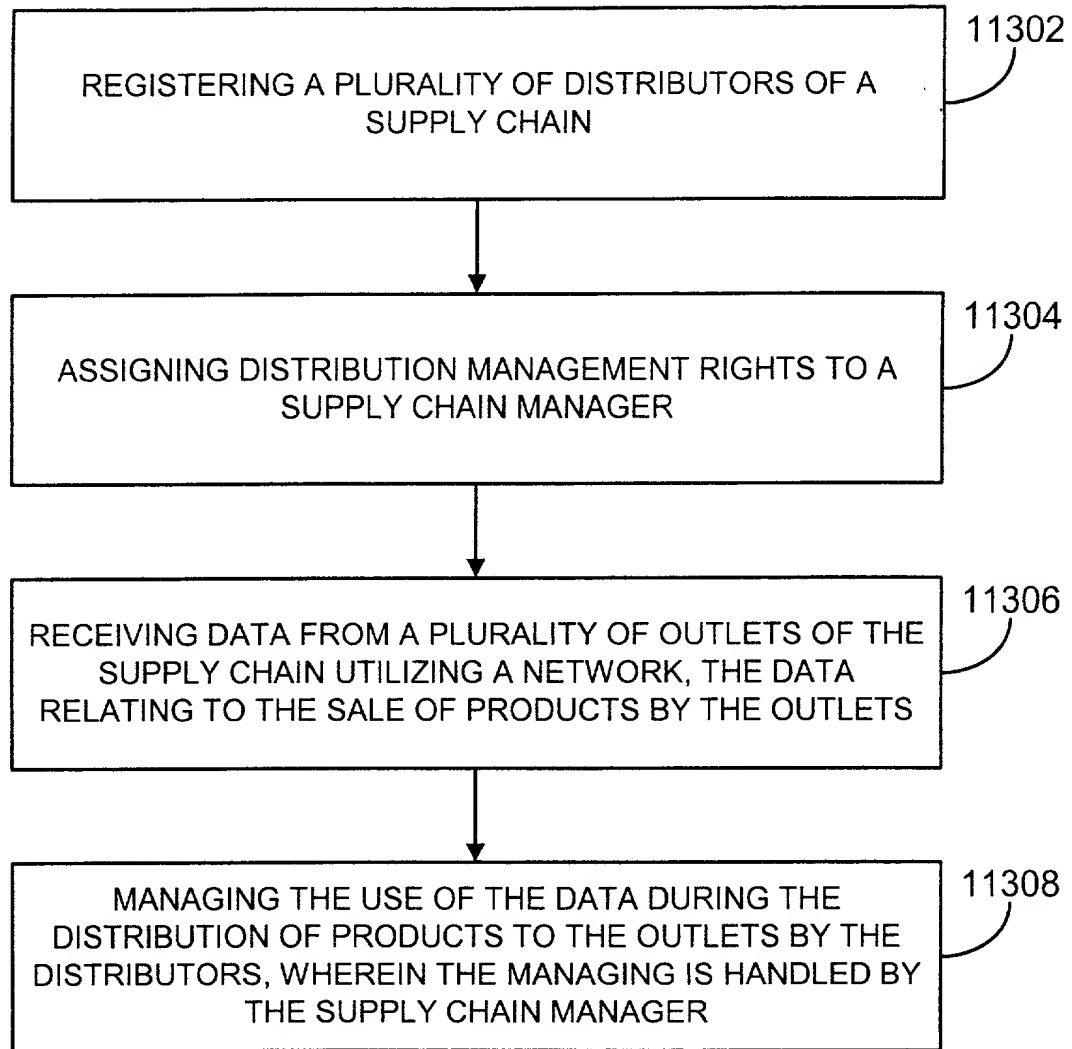 11302
REGISTERING A PLURALITY OF DISTRIBUTORS OF A
SUPPLY CHAIN
11304
ASSIGNING DISTRIBUTION MANAGEMENT RIGHTS TO A
SUPPLY CHAIN MANAGER
11306
RECEIVING DATA FROM A PLURALITY OF OUTLETS OF THE
SUPPLY CHAIN UTILIZING A NETWORK, THE DATA
RELATING TO THE SALE OF PRODUCTS BY THE OUTLETS
11308
MANAGING THE USE OF THE DATA DURING THE
DISTRIBUTION OF PRODUCTS TO THE OUTLETS BY THE
DISTRIBUTORS, WHEREIN THE MANAGING IS HANDLED BY
THE SUPPLY CHAIN MANAGER